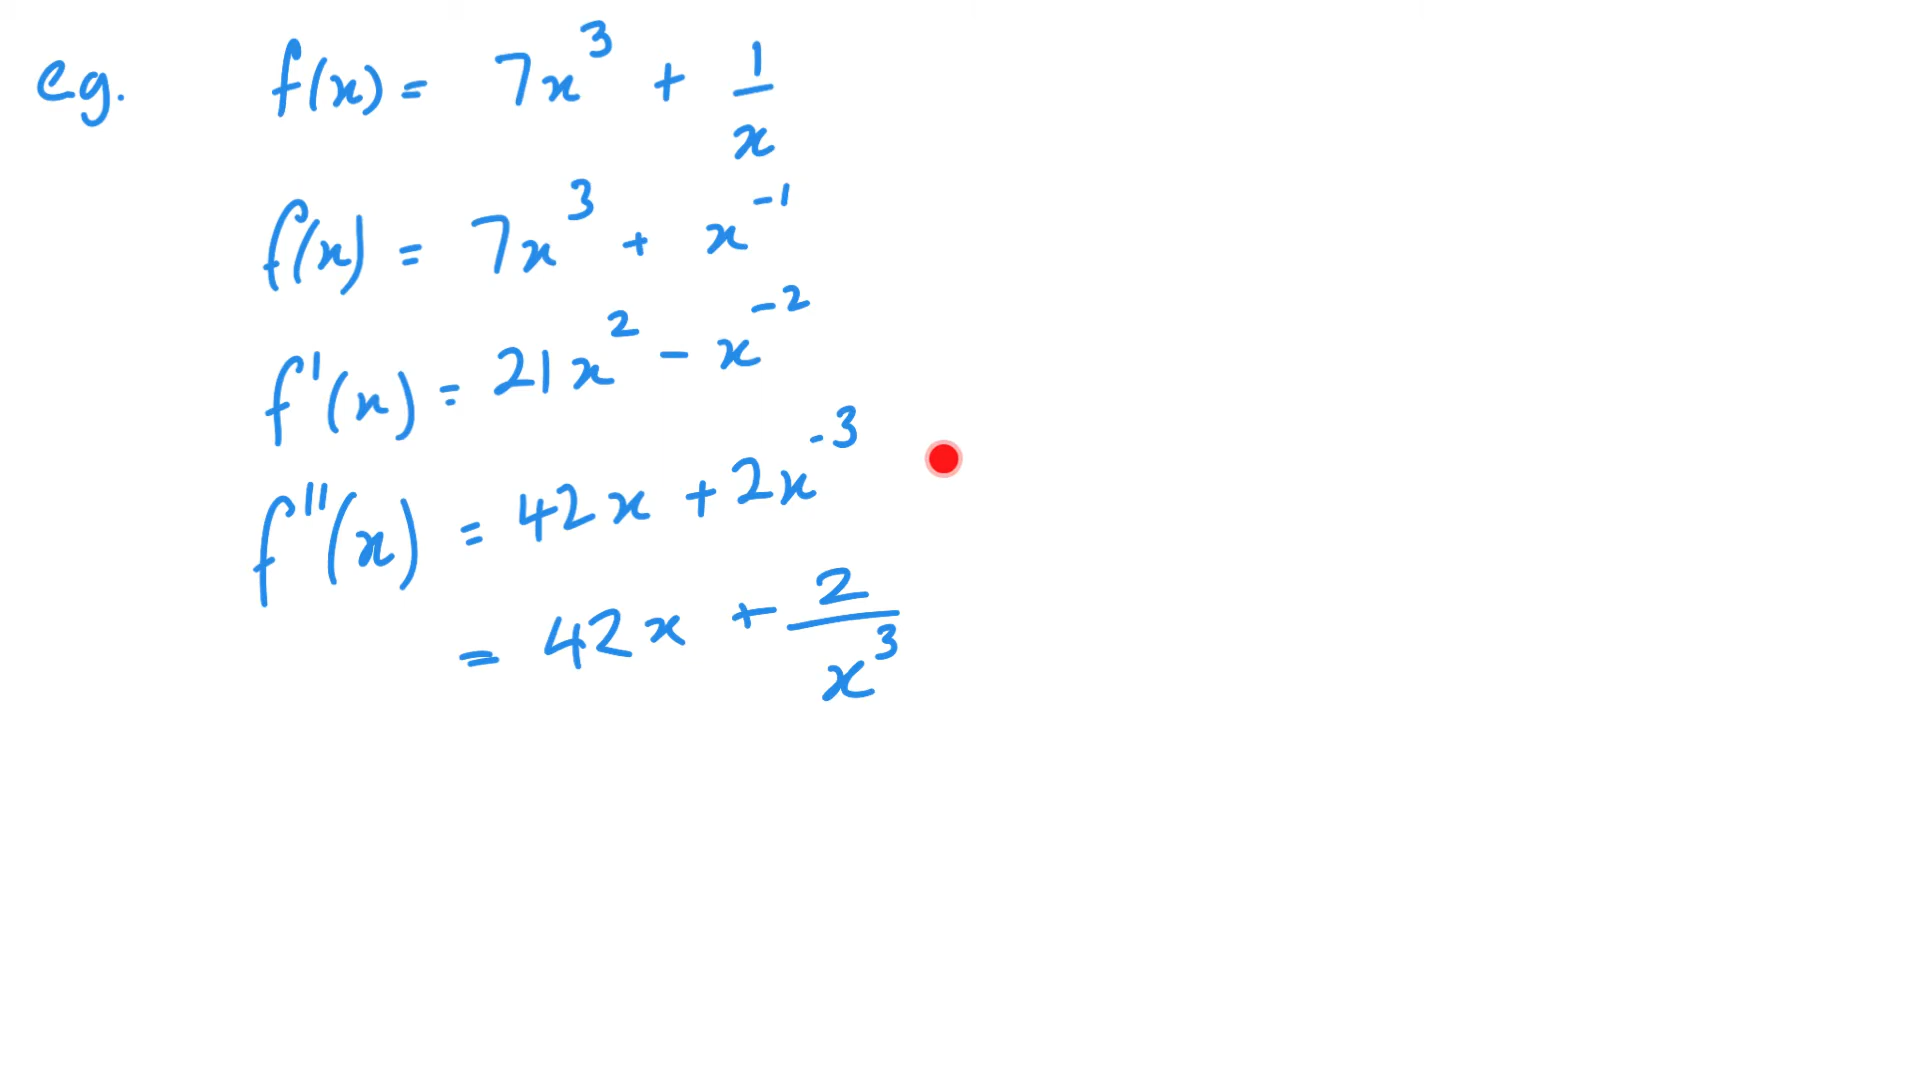 e.g. f(x) = 7x³ + 1/x
f(x) = 7x³ + x⁻¹
f'(x) = 21x² - x⁻²
f''(x) = 42x + 2x⁻³
= 42x + 2/x³